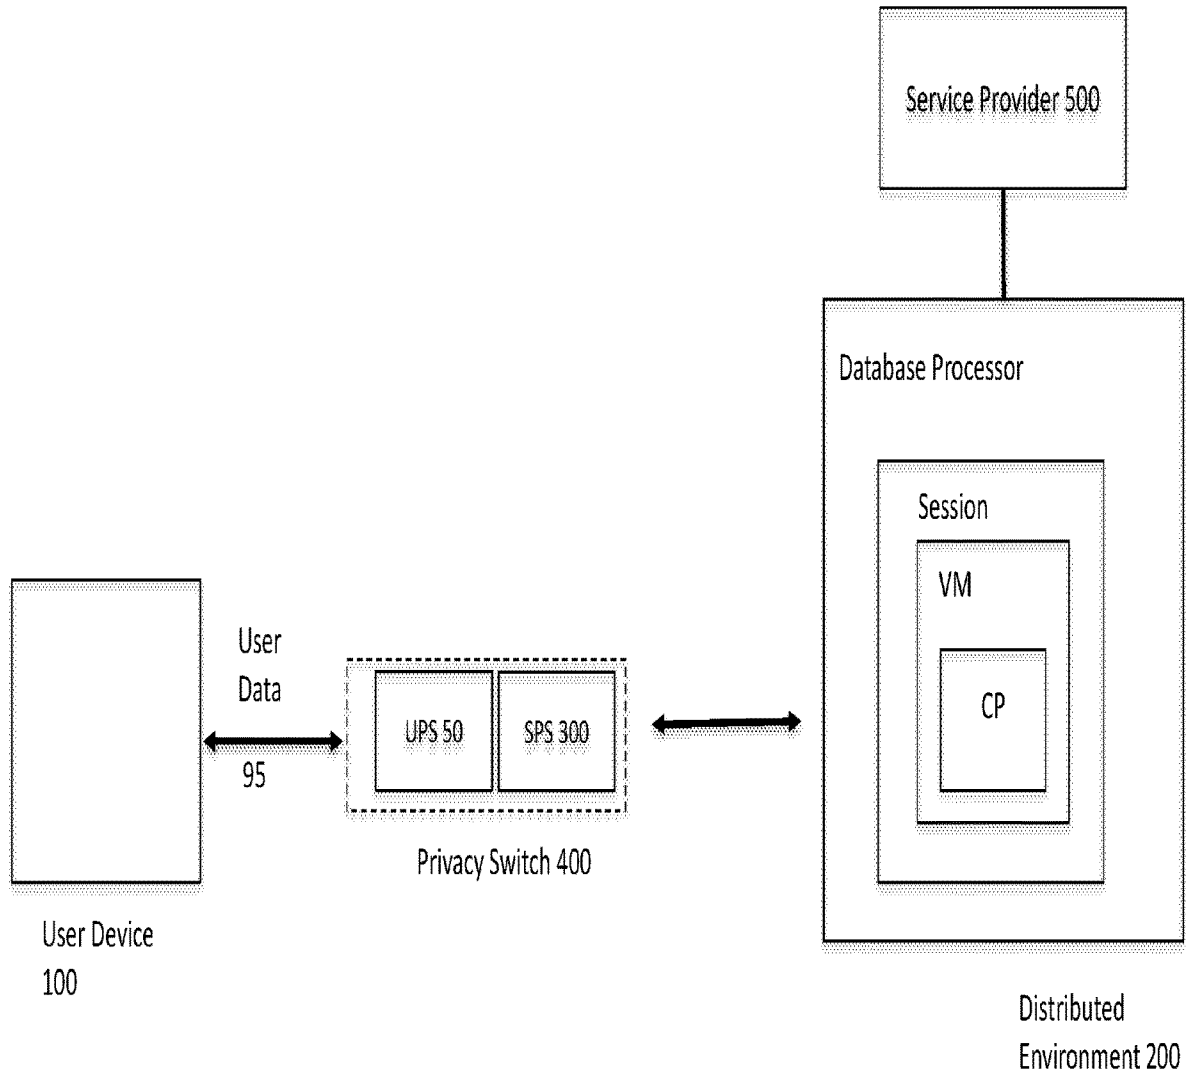 Service Provider 500
Database Processor
Session
VM
CP
User
Data
95
UPS 50
SPS 300
Privacy Switch 400
User Device
100
Distributed
Environment 200